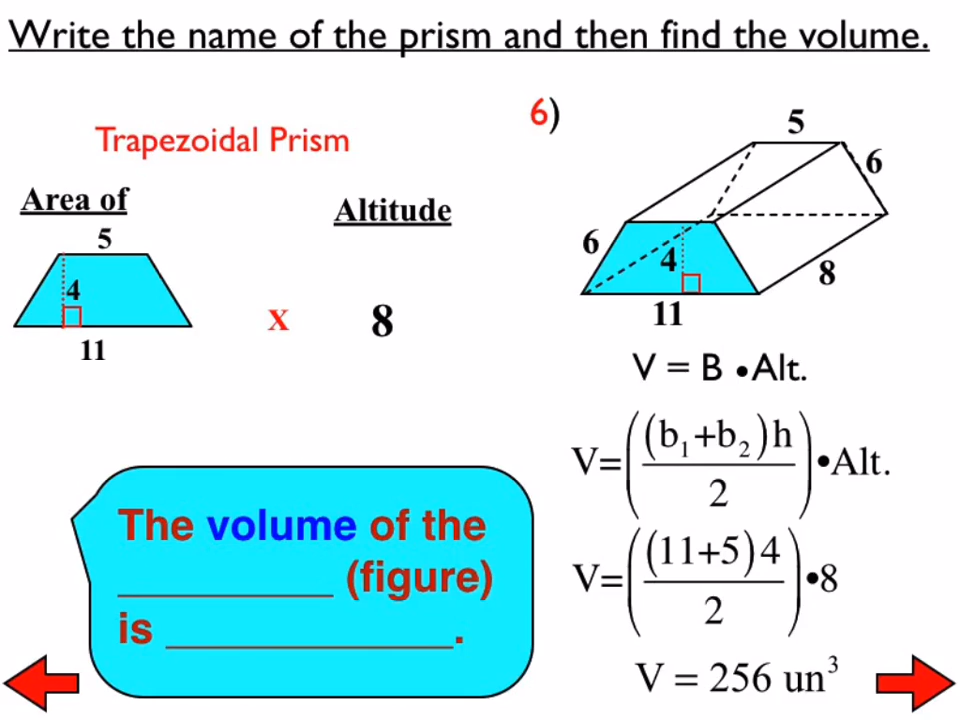 Write the name of the prism and then find the volume.
6)
Trapezoidal Prism
Area of
Altitude
5
4
11
x
8
5
6
6
4
8
11
V = B •Alt.
V=((b₁+b₂)h/2)•Alt.
V=((11+5)4/2)•8
V = 256 un³
The volume of the
_________ (figure)
is ____________.